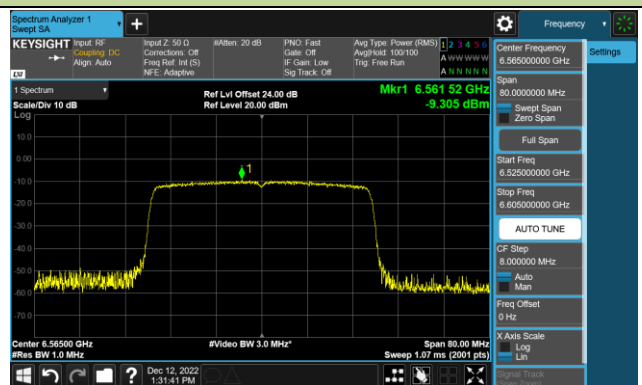 Spectrum Analyzer 1
Swept SA
Frequency
KEYSIGHT
Input: RF
Coupling: DC
Align: Auto
Input Z: 50 Ω
Corrections: Off
Freq Ref: Int (S)
NFE: Adaptive
#Atten: 20 dB
PNO: Fast
Gate: Off
IF Gain: Low
Sig Track: Off
Avg Type: Power (RMS)
Avg|Hold: 100/100
Trig: Free Run
1 2 3 4 5 6
A W W W W W
A N N N N N
LXI
1 Spectrum
Scale/Div 10 dB
Log
Ref Lvl Offset 24.00 dB
Ref Level 20.00 dBm
Mkr1 6.561 52 GHz
-9.305 dBm
10.0
0.00
-10.0
-20.0
-30.0
-40.0
-50.0
-60.0
-70.0
1
Center 6.56500 GHz
#Res BW 1.0 MHz
#Video BW 3.0 MHz*
Span 80.00 MHz
Sweep 1.07 ms (2001 pts)
Center Frequency
6.565000000 GHz
Settings
Span
80.0000000 MHz
Swept Span
Zero Span
Full Span
Start Freq
6.525000000 GHz
Stop Freq
6.605000000 GHz
AUTO TUNE
CF Step
8.000000 MHz
Auto
Man
Freq Offset
0 Hz
X Axis Scale
Log
Lin
Signal Track
(Span Zoom)
Dec 12, 2022
1:31:41 PM